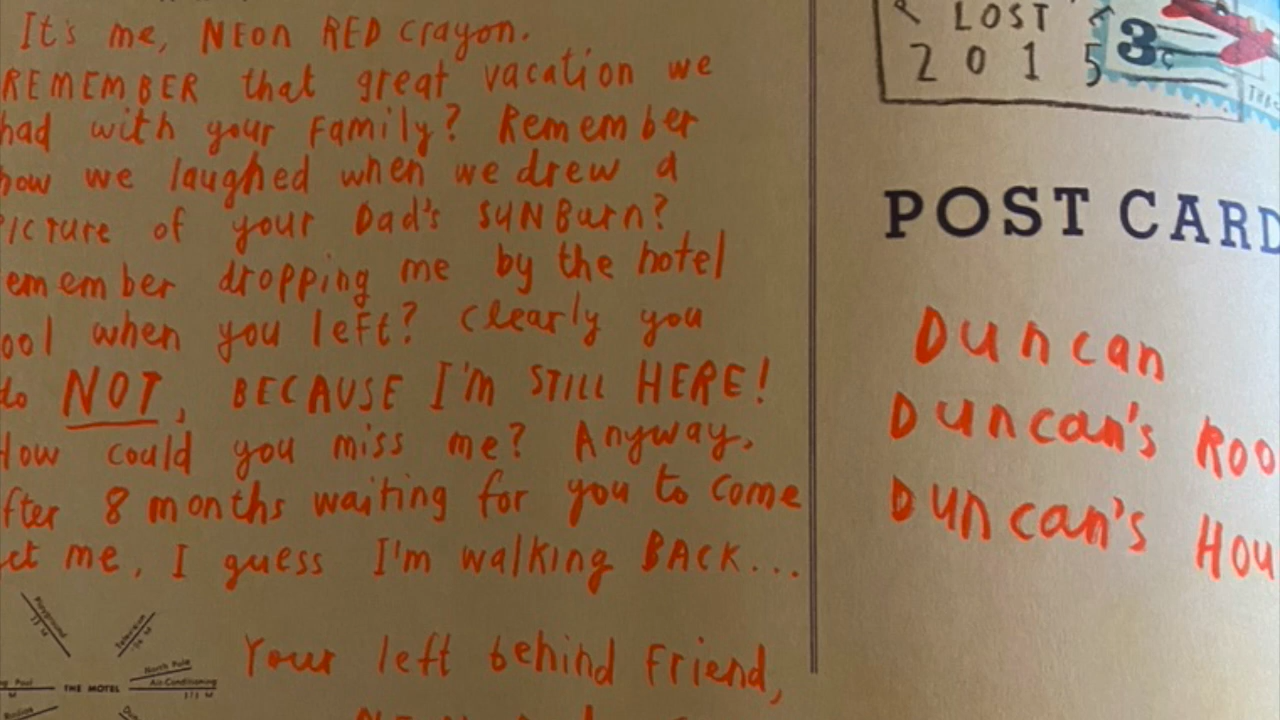 It's me, NEON RED crayon.
REMEMBER that great vacation we
had with your Family? Remember
how we laughed when we drew a
picture of your Dad's SUNBurn?
emember dropping me by the hotel
ool when you left? Clearly you
do NOT, BECAUSE I'M STILL HERE!
How could you miss me? Anyway,
fter 8 months waiting for you to come
et me, I guess I'm walking BACK...
Your left behind Friend,
LOST
2015
3¢
POST CARD
Duncan
Duncan's Roo
Duncan's Hou
Playground
North Pole
THE MOTEL
Air-Conditioning